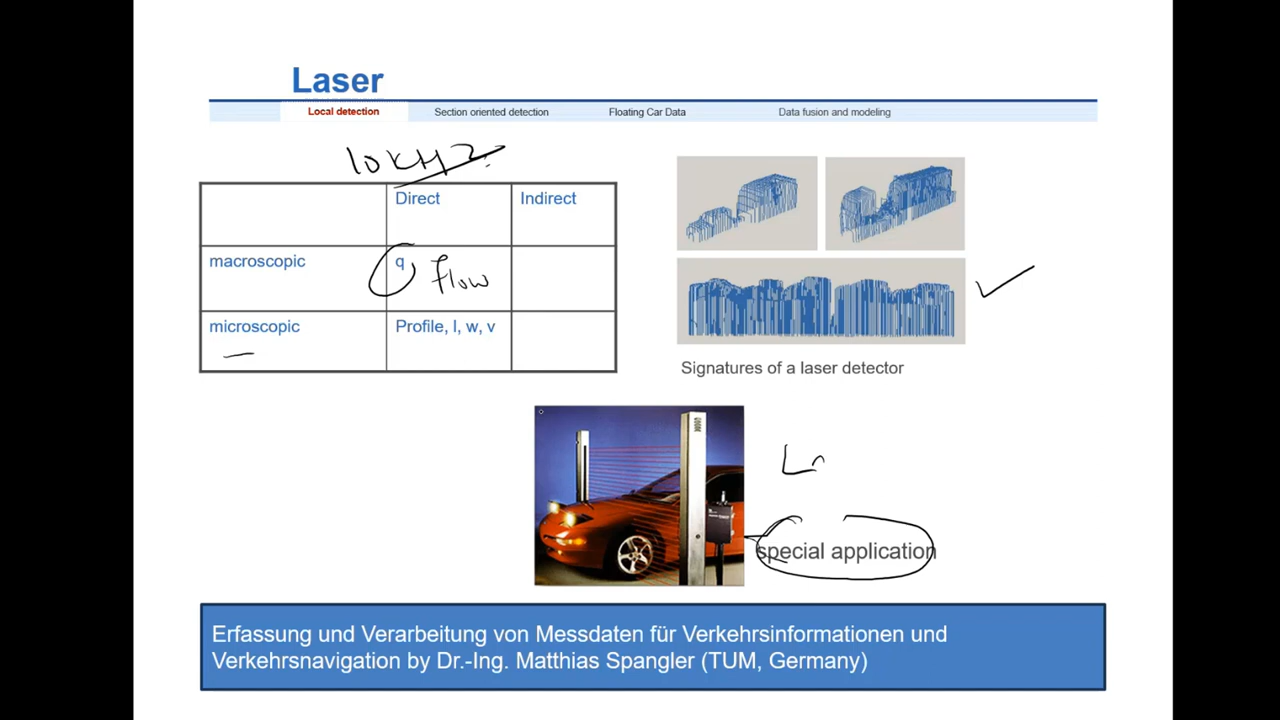 Laser
Local detection Section oriented detection Floating Car Data Data fusion and modeling
10KHz
Direct Indirect
macroscopic q flow
microscopic Profile, l, w, v
Signatures of a laser detector
special application
Erfassung und Verarbeitung von Messdaten für Verkehrsinformationen und
Verkehrsnavigation by Dr.-Ing. Matthias Spangler (TUM, Germany)